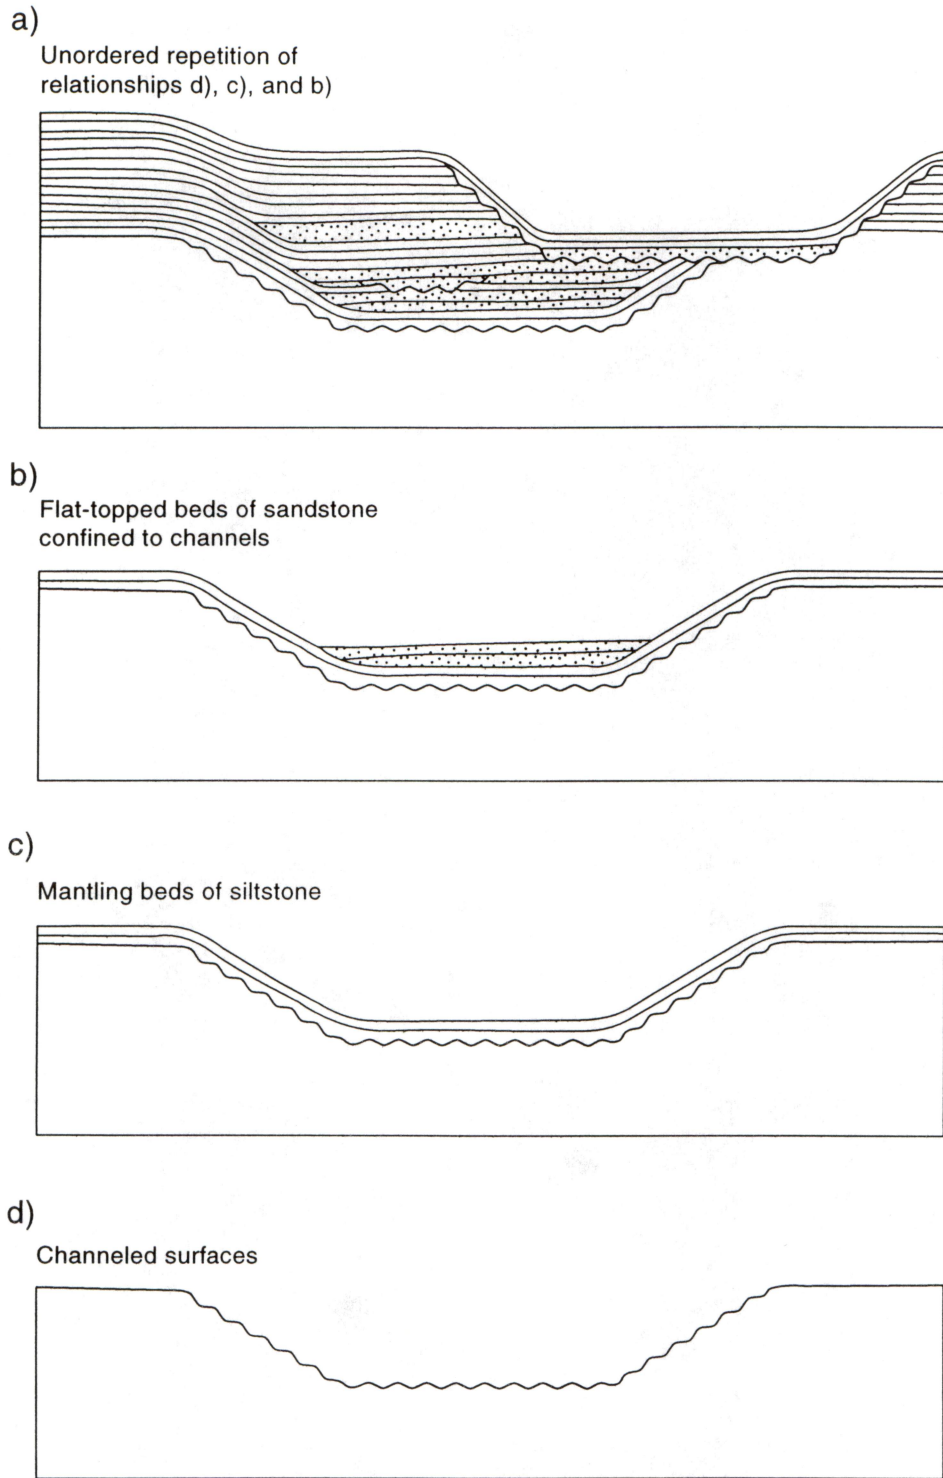 a)
Unordered repetition of
relationships d), c), and b)
b)
Flat-topped beds of sandstone
confined to channels
c)
Mantling beds of siltstone
d)
Channeled surfaces